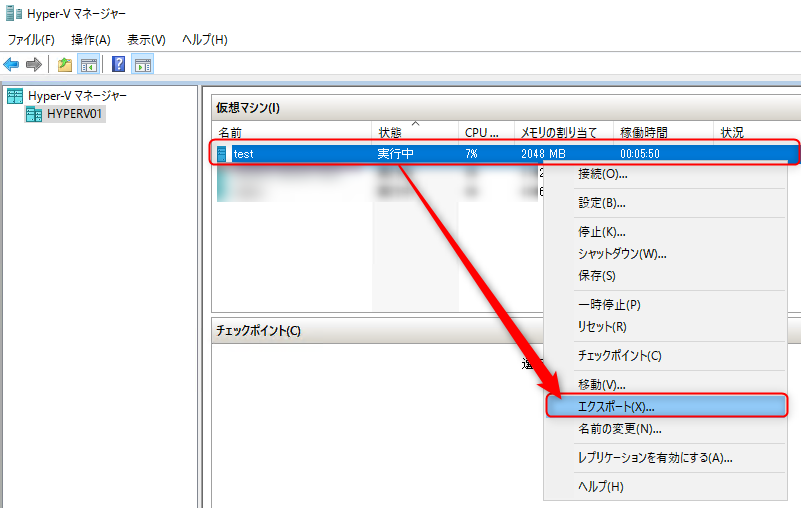 Hyper-V マネージャー
ファイル(F) 操作(A) 表示(V) ヘルプ(H)
Hyper-V マネージャー
HYPERV01
仮想マシン(I)
名前 状態 CPU ... メモリの割り当て 稼働時間 状況
test 実行中 7% 2048 MB 00:05:50
接続(O)...
設定(B)...
停止(K)...
シャットダウン(W)...
保存(S)
一時停止(P)
リセット(R)
チェックポイント(C)
移動(V)...
エクスポート(X)...
名前の変更(N)...
レプリケーションを有効にする(A)...
ヘルプ(H)
チェックポイント(C)